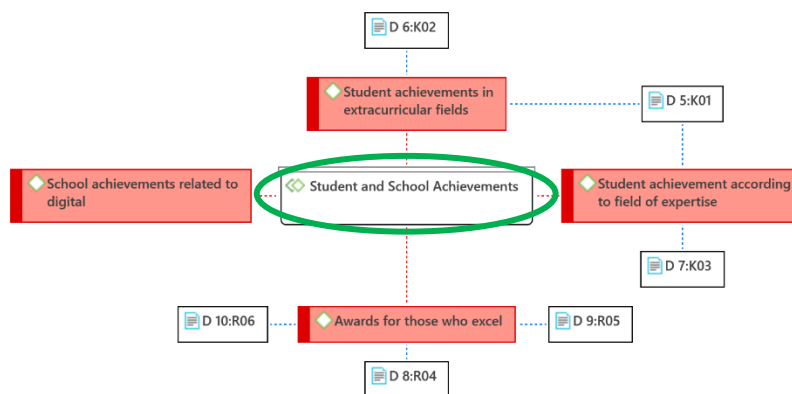 D 6:K02
Student achievements in
extracurricular fields
D 5:K01
School achievements related to
digital
Student and School Achievements
Student achievement according
to field of expertise
D 7:K03
D 10:R06
Awards for those who excel
D 9:R05
D 8:R04